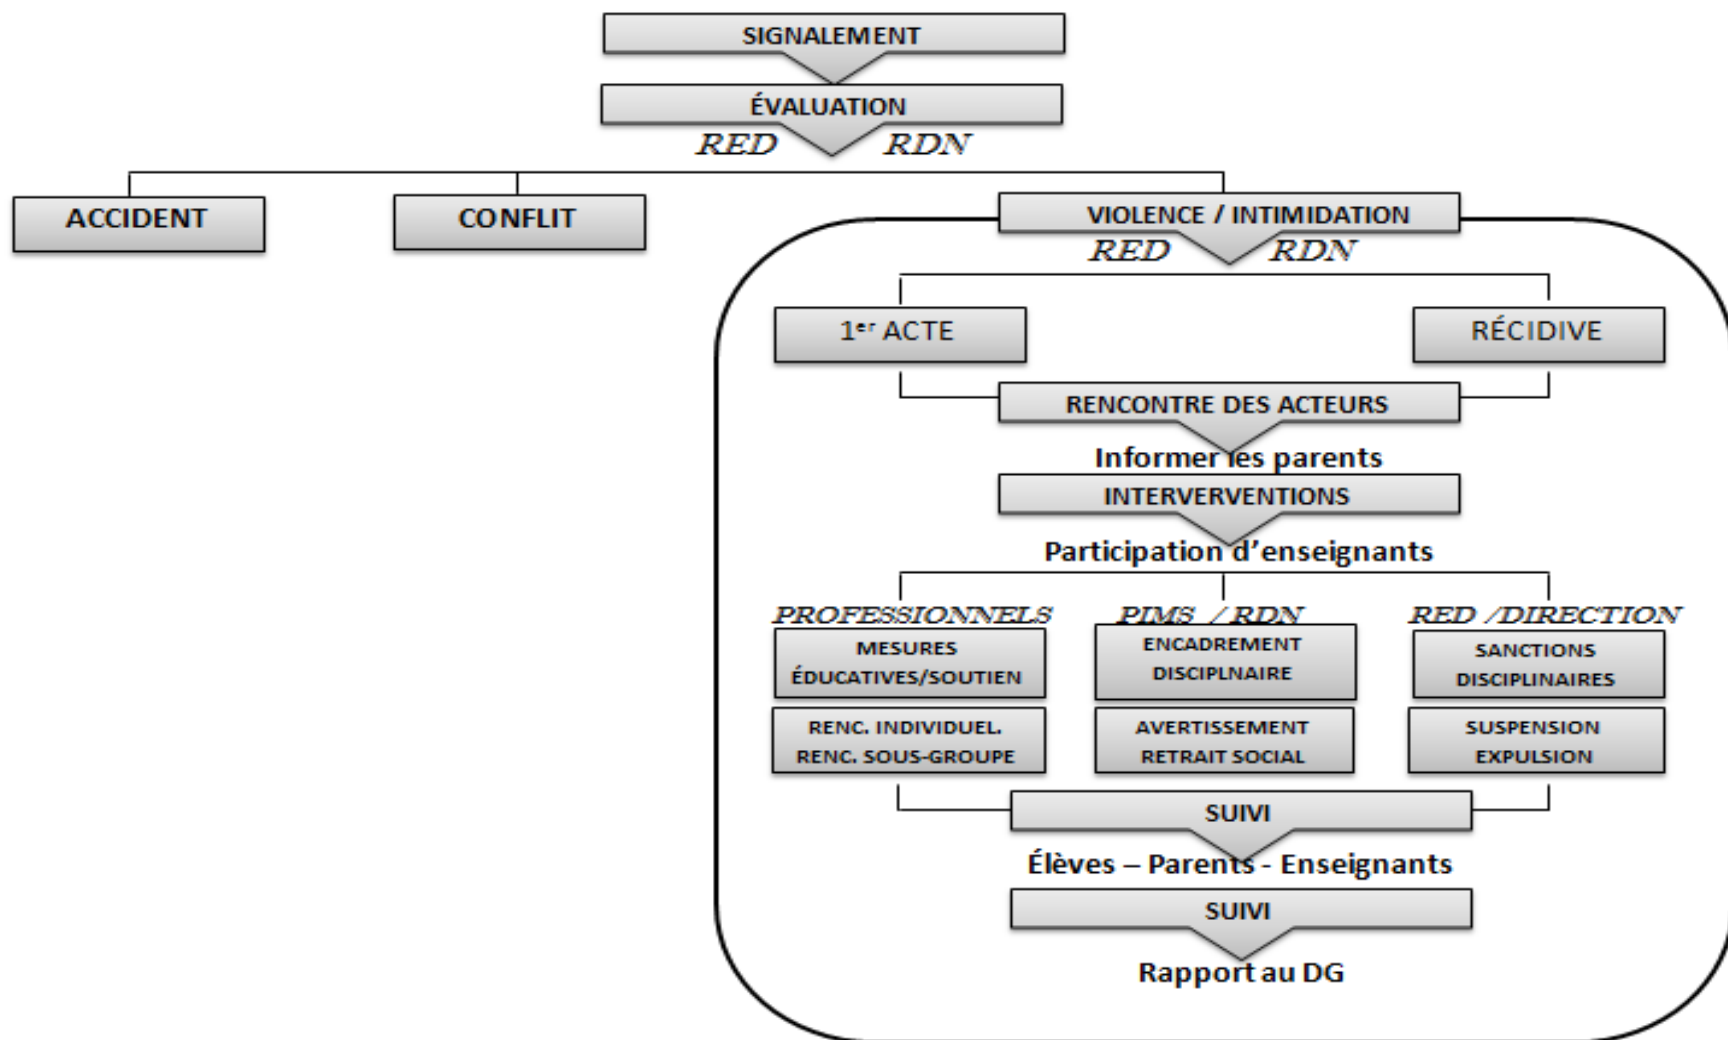 SIGNALEMENT
ÉVALUATION
RED RDN
ACCIDENT
CONFLIT
VIOLENCE / INTIMIDATION
RED RDN
1er ACTE
RÉCIDIVE
RENCONTRE DES ACTEURS
Informer les parents
INTERVERVENTIONS
Participation d'enseignants
PROFESSIONNELS
PIMS / RDN
RED /DIRECTION
MESURES
ÉDUCATIVES/SOUTIEN
ENCADREMENT
DISCIPLNAIRE
SANCTIONS
DISCIPLINAIRES
RENC. INDIVIDUEL.
RENC. SOUS-GROUPE
AVERTISSEMENT
RETRAIT SOCIAL
SUSPENSION
EXPULSION
SUIVI
Élèves – Parents - Enseignants
SUIVI
Rapport au DG